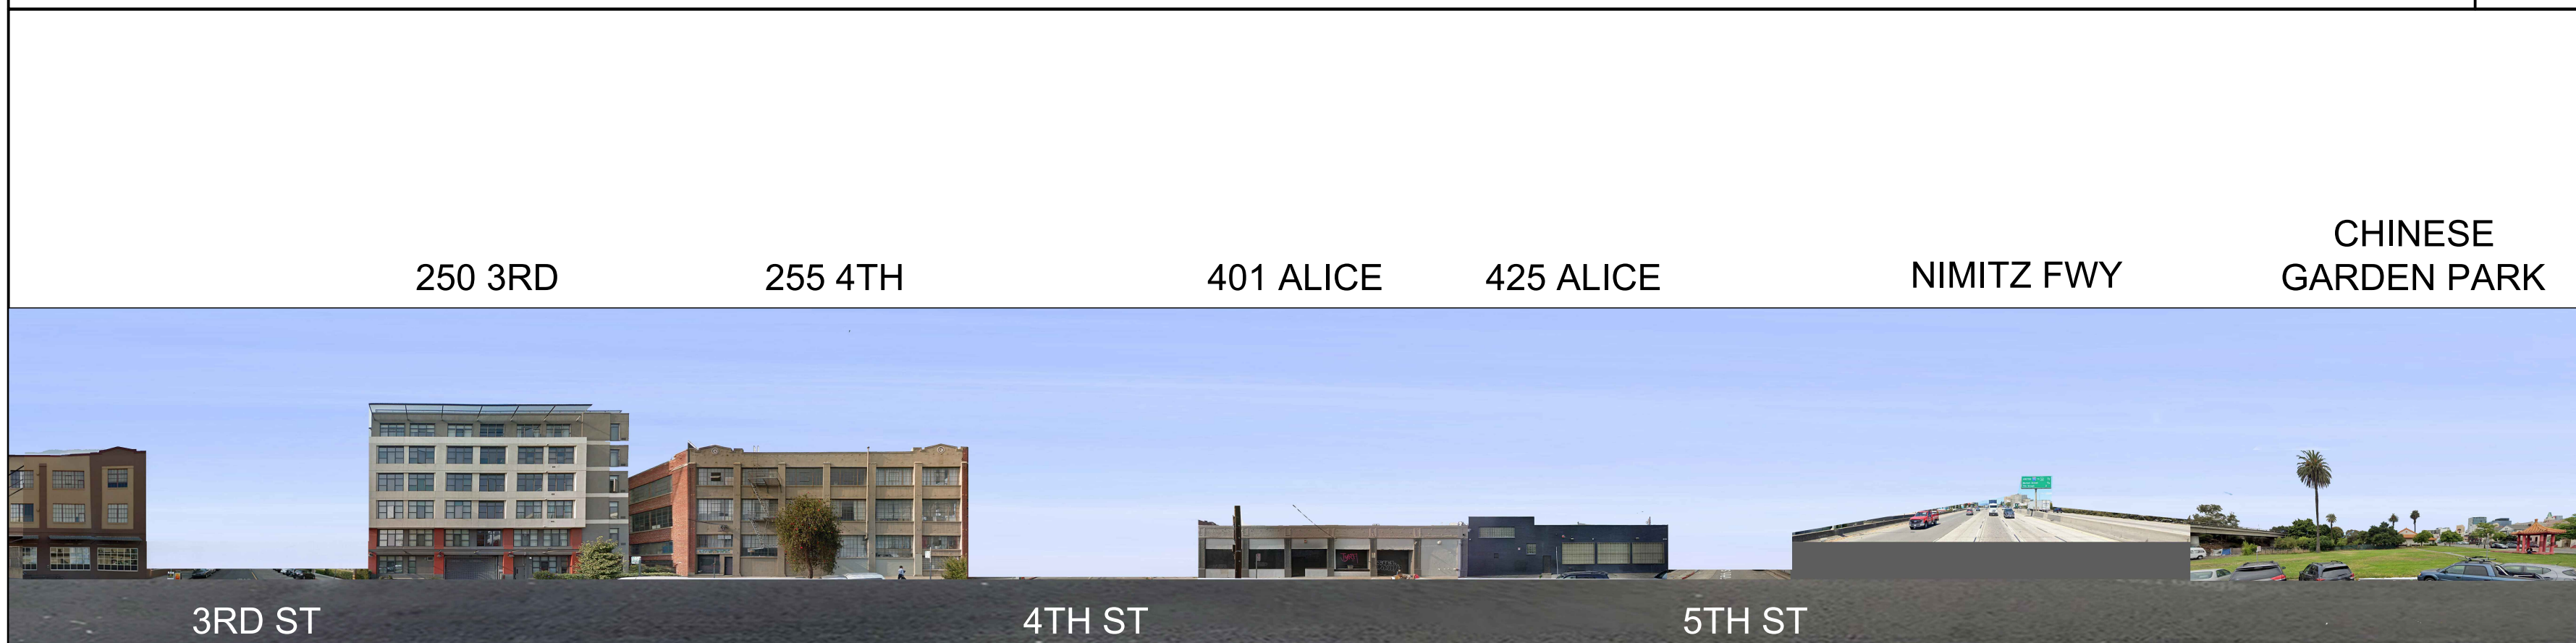 250 3RD
255 4TH
401 ALICE
425 ALICE
NIMITZ FWY
CHINESE
GARDEN PARK
3RD ST
4TH ST
5TH ST